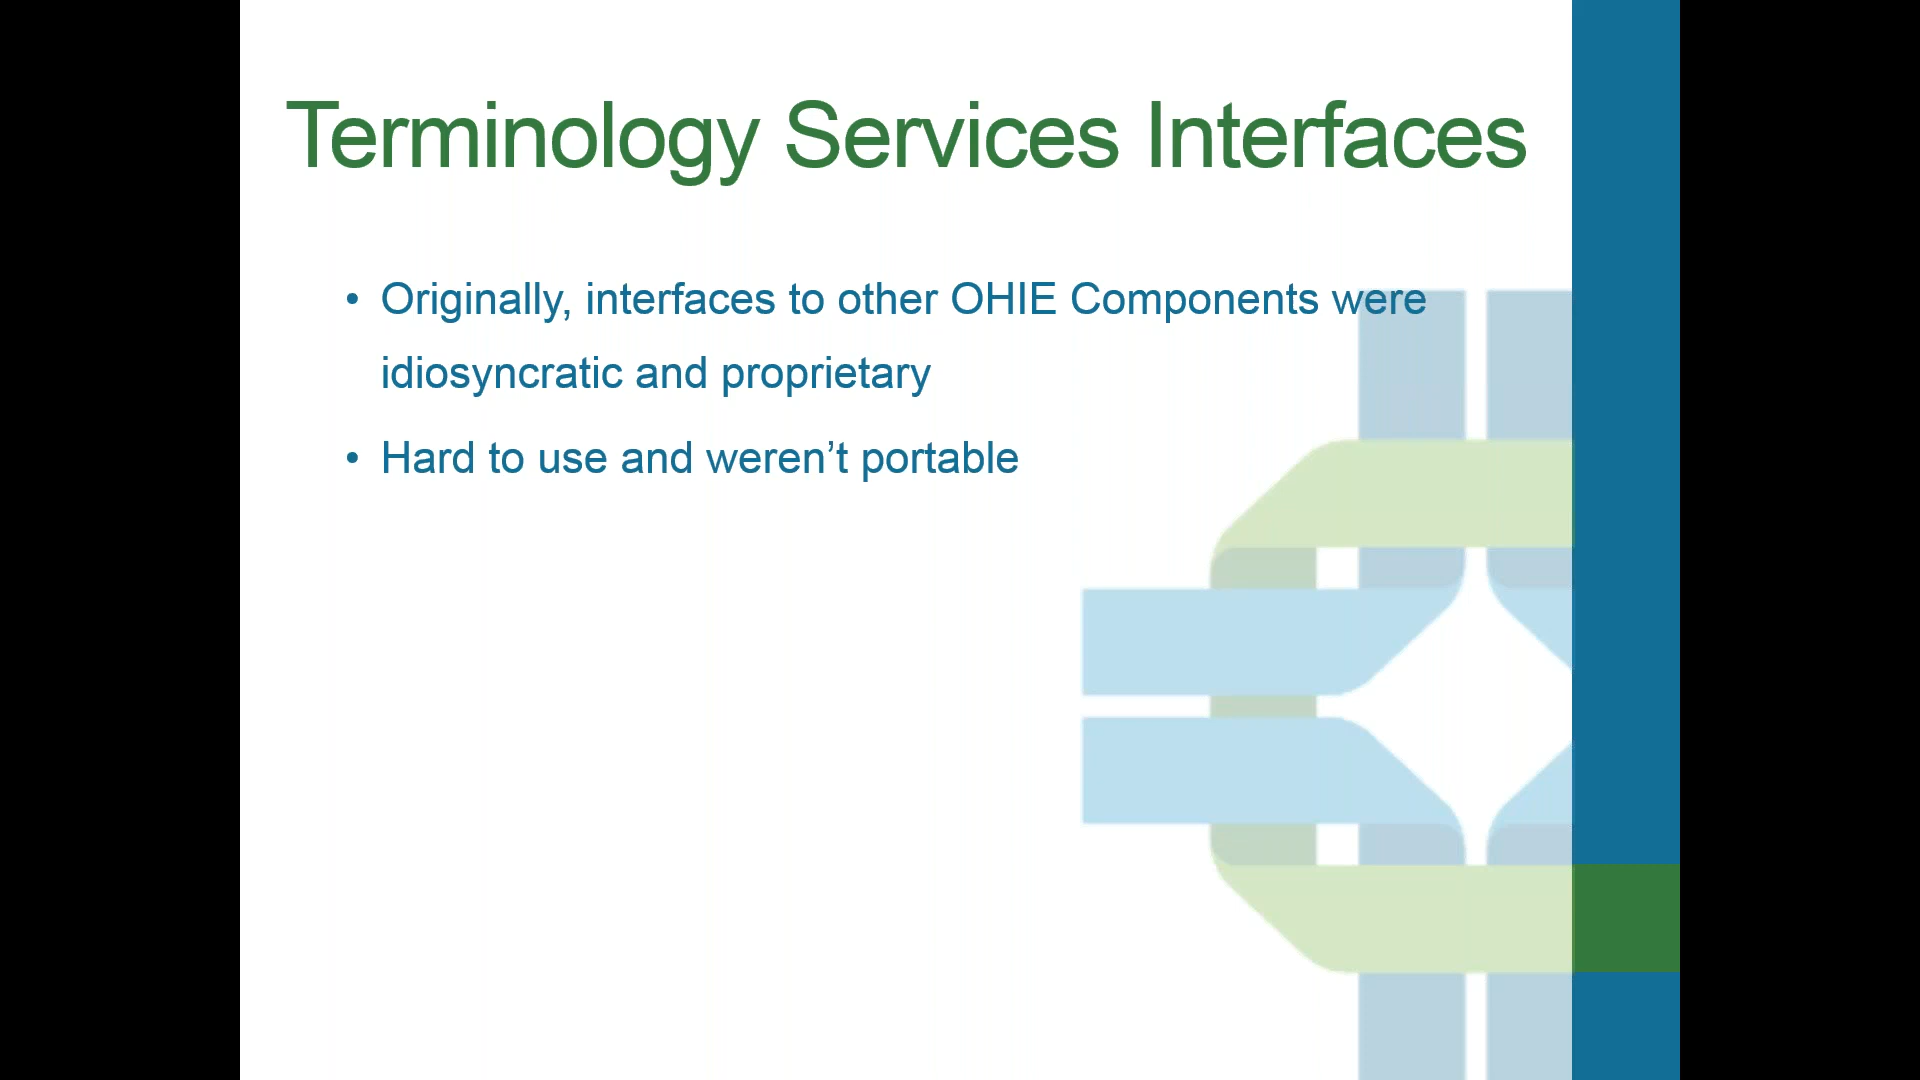 Terminology Services Interfaces
• Originally, interfaces to other OHIE Components were
idiosyncratic and proprietary
• Hard to use and weren’t portable